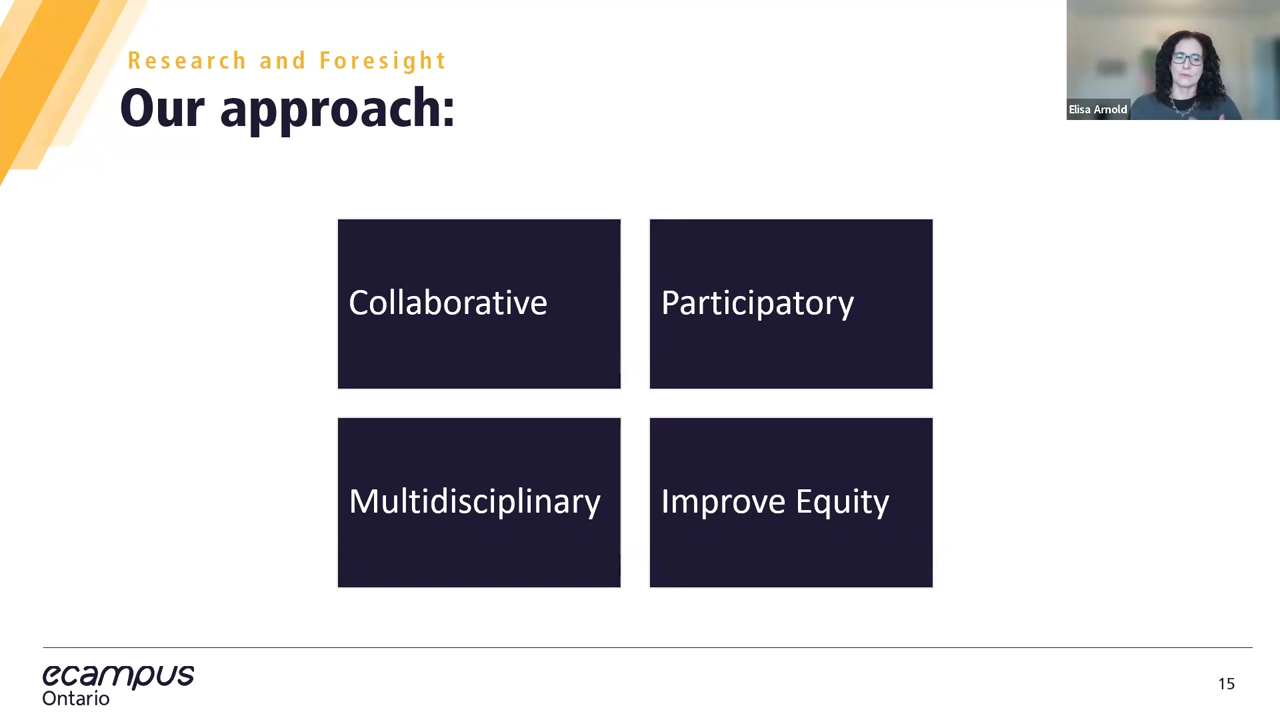 Research and Foresight
Our approach:
Elisa Arnold
Collaborative
Participatory
Multidisciplinary
Improve Equity
ecampus
Ontario
15